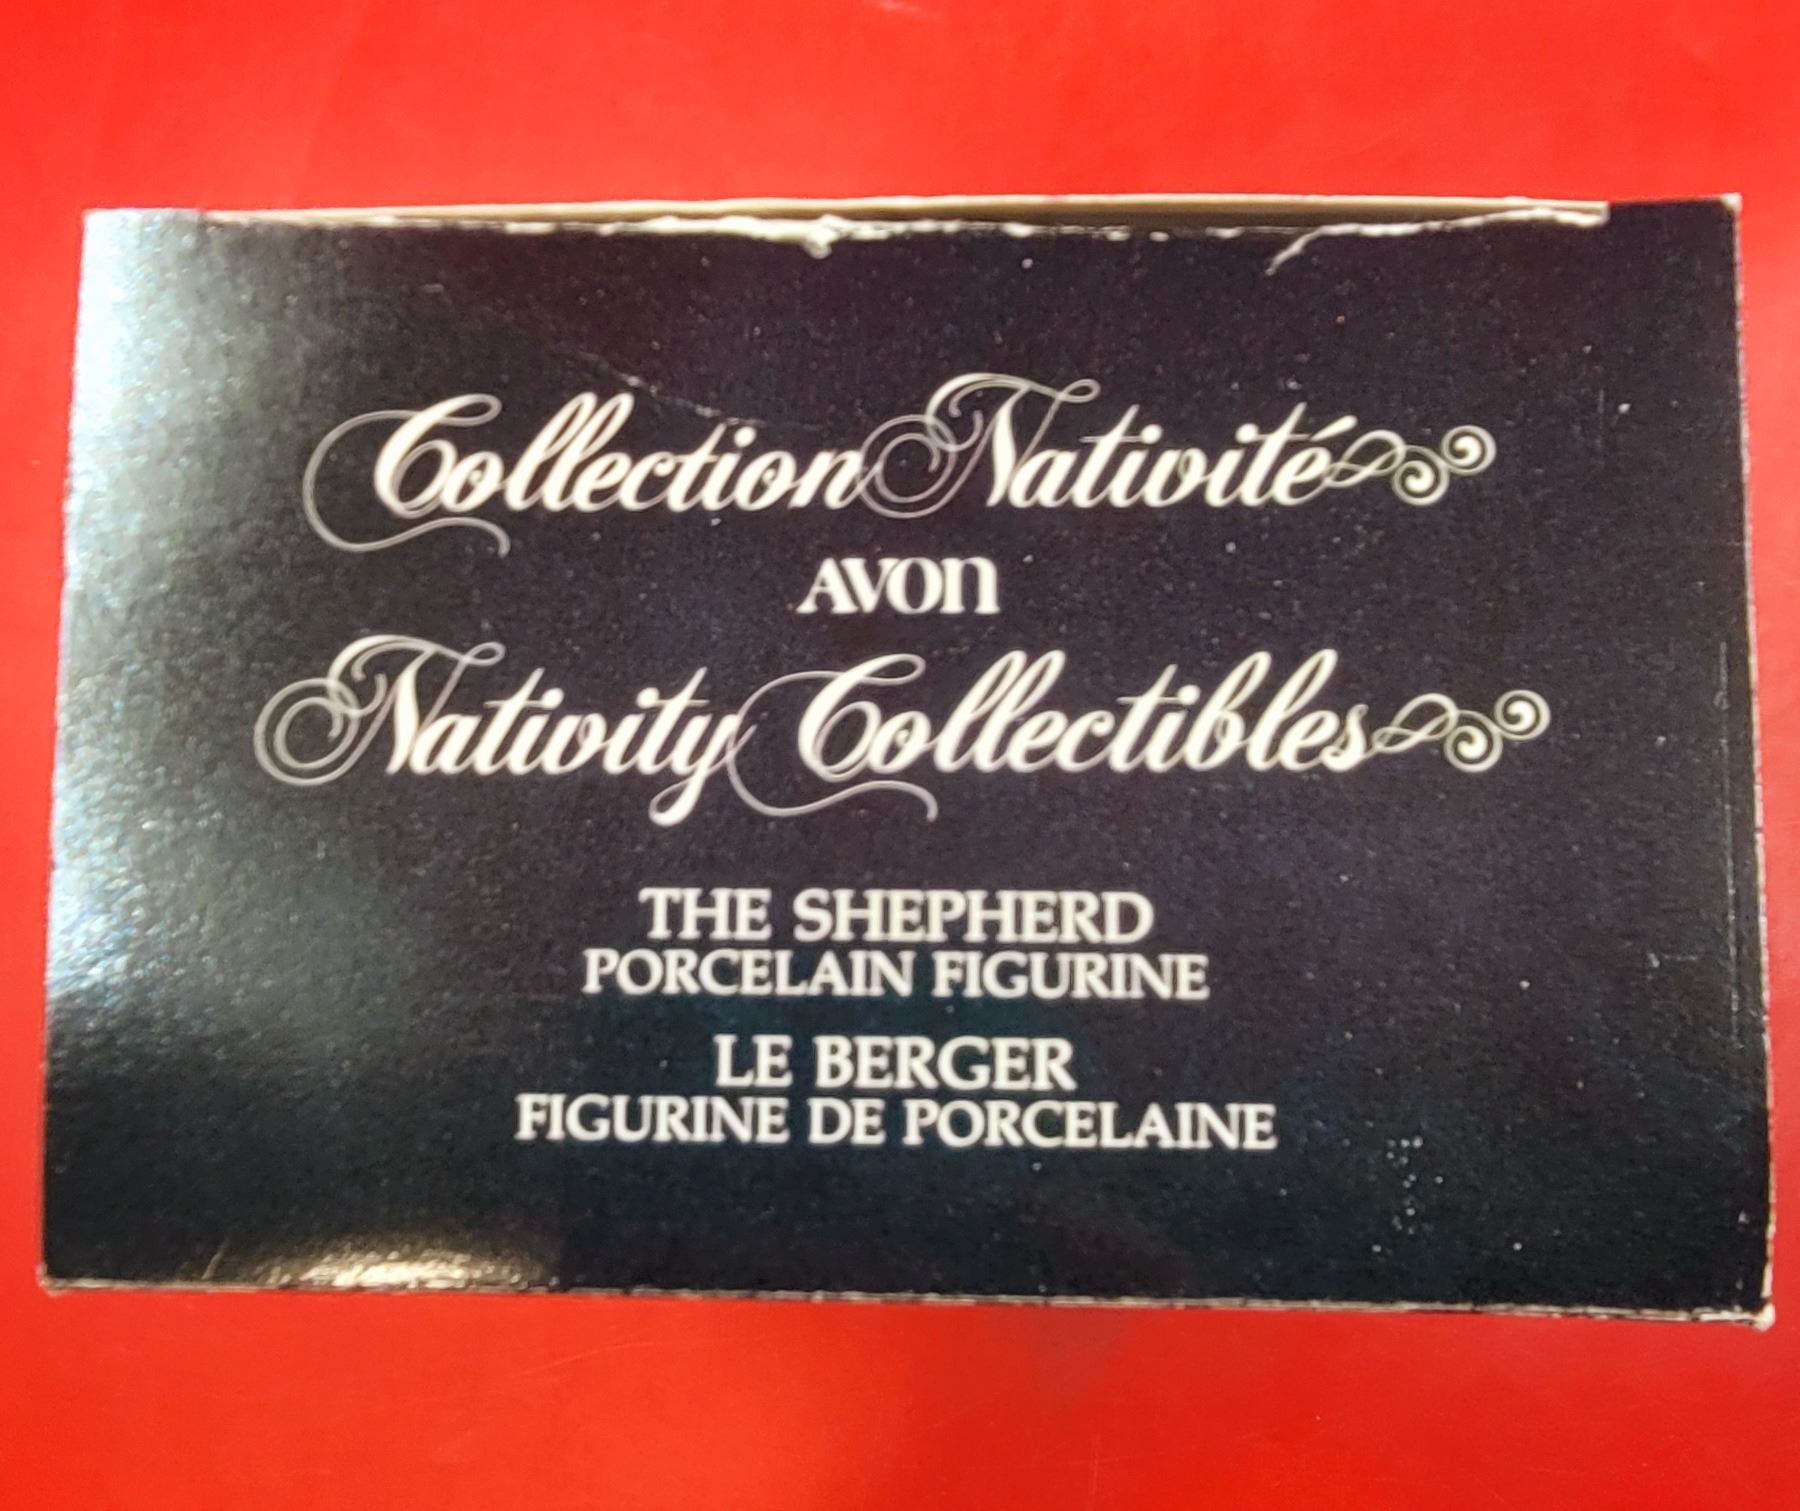 Collection Nativité
AVON
Nativity Collectibles
THE SHEPHERD
PORCELAIN FIGURINE
LE BERGER
FIGURINE DE PORCELAINE